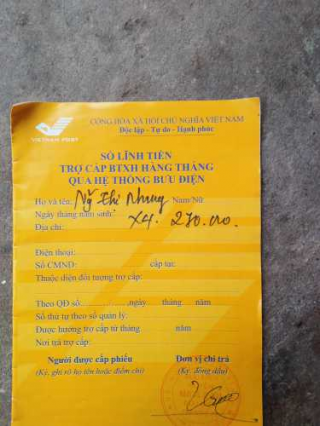 VIETNAM POST
CỘNG HÒA XÃ HỘI CHỦ NGHĨA VIỆT NAM
Độc lập - Tự do - Hạnh phúc
SỔ LĨNH TIỀN
TRỢ CẤP BTXH HÀNG THÁNG
QUA HỆ THỐNG BƯU ĐIỆN
Họ và tên: Ng̃ Thị Nhung Nam/Nữ
Ngày tháng năm sinh:
Địa chỉ: X4. 270.000
Điện thoại:
Số CMND: cấp tại:
Thuộc diện đối tượng trợ cấp:
Theo QĐ số: ,ngày tháng năm
Số thứ tự theo sổ quản lý:
Được hưởng trợ cấp từ tháng năm
Nơi trả trợ cấp:
Người được cấp phiếu Đơn vị chi trả
(Ký, ghi rõ họ tên hoặc điểm chỉ) (Ký, đóng dấu)